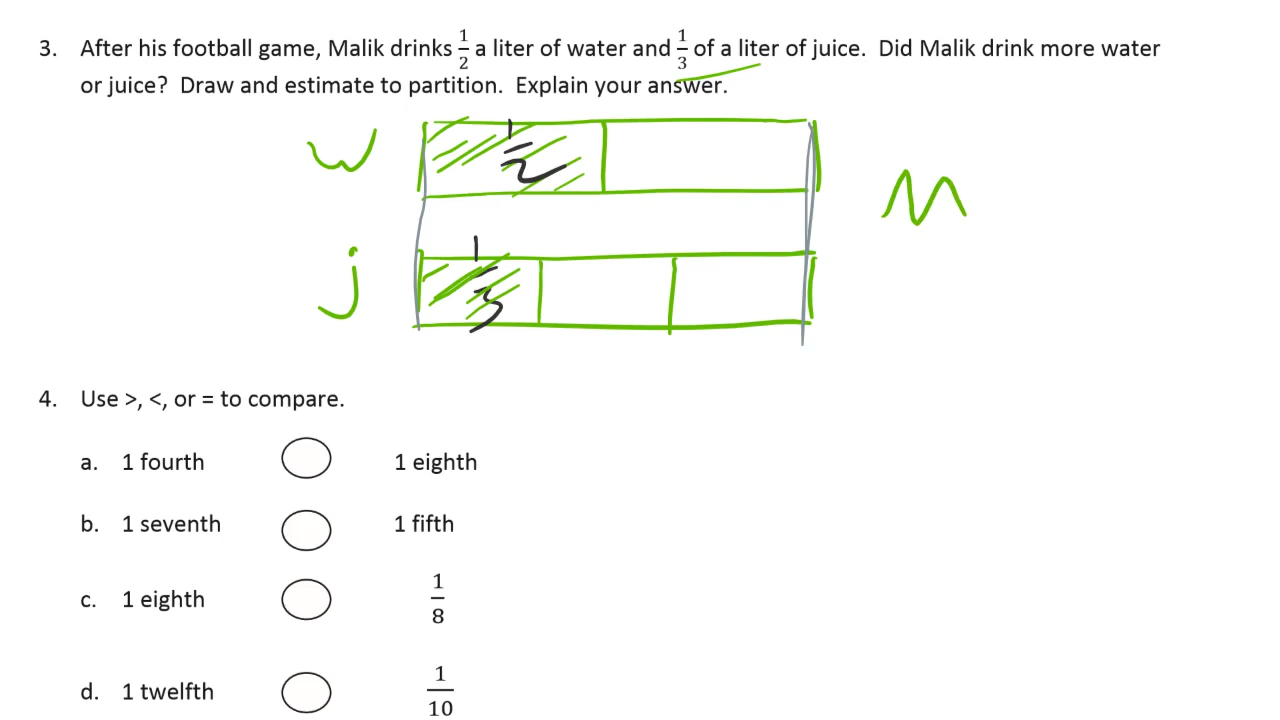 3. After his football game, Malik drinks 1/2 a liter of water and 1/3 of a liter of juice. Did Malik drink more water
or juice? Draw and estimate to partition. Explain your answer.
w 1/2
M
j 1/3
4. Use >, <, or = to compare.
a. 1 fourth 1 eighth
b. 1 seventh 1 fifth
c. 1 eighth 1/8
d. 1 twelfth 1/10